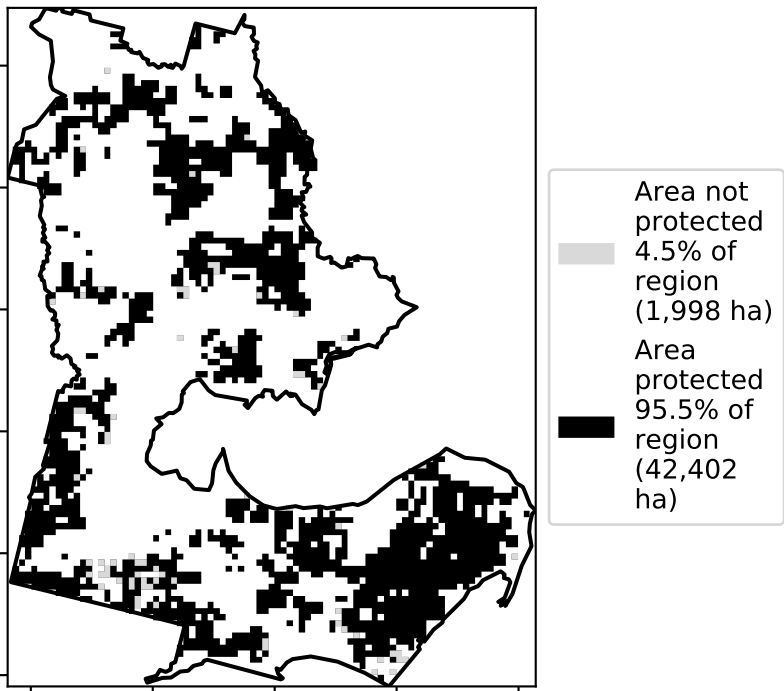 Area not
protected
4.5% of
region
(1,998 ha)
Area
protected
95.5% of
region
(42,402
ha)